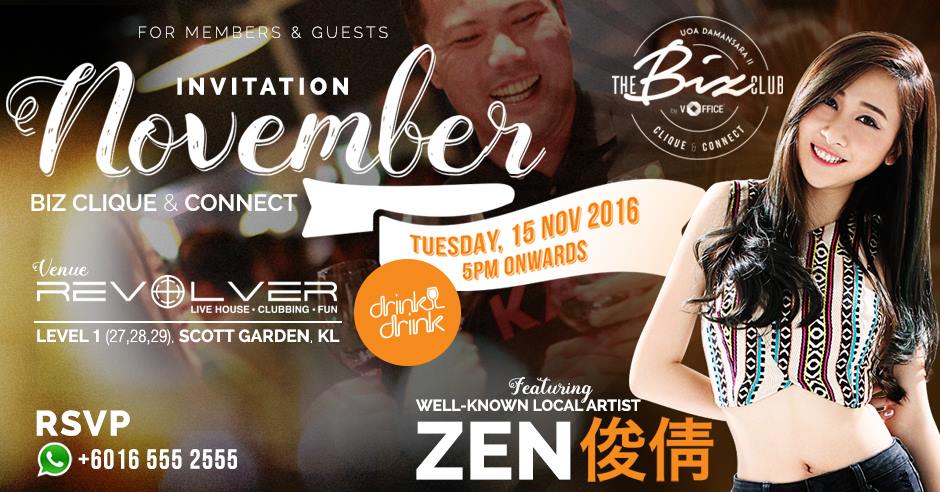 FOR MEMBERS & GUESTS
INVITATION
November
BIZ CLIQUE & CONNECT
UOA DAMANSARA II
THE Biz CLUB
by VOFFICE
CLIQUE & CONNECT
TUESDAY, 15 NOV 2016
5PM ONWARDS
Venue
REVOLVER
LIVE HOUSE • CLUBBING • FUN
LEVEL 1 (27,28,29), SCOTT GARDEN, KL
drink
drink
Featuring
WELL-KNOWN LOCAL ARTIST
ZEN 俊倩
RSVP
+6016 555 2555